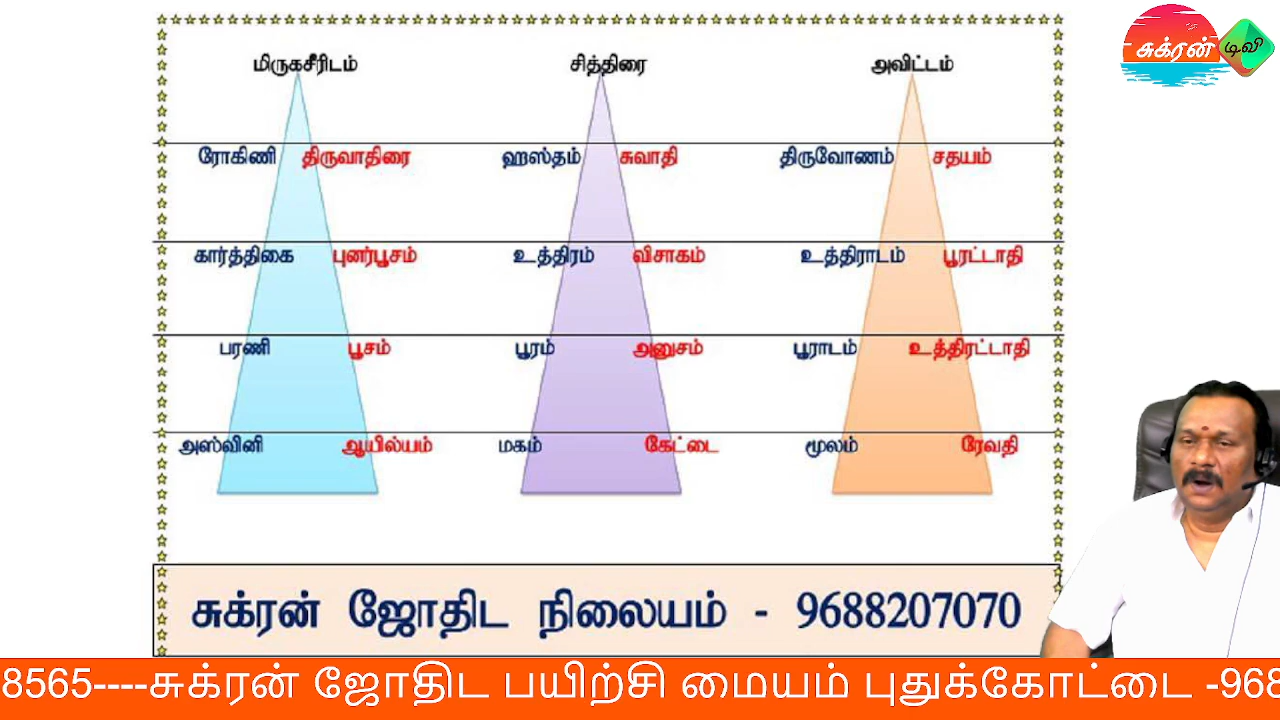 மிருகசீரிடம் சித்திரை அவிட்டம்
சுக்ரன் டிவி
ரோகிணி திருவாதிரை ஹஸ்தம் சுவாதி திருவோணம் சதயம்
கார்த்திகை புனர்பூசம் உத்திரம் விசாகம் உத்திராடம் பூரட்டாதி
பரணி பூசம் பூரம் அனுசம் பூராடம் உத்திரட்டாதி
அஸ்வினி ஆயில்யம் மகம் கேட்டை மூலம் ரேவதி
சுக்ரன் ஜோதிட நிலையம் - 9688207070
8565----சுக்ரன் ஜோதிட பயிற்சி மையம் புதுக்கோட்டை -968